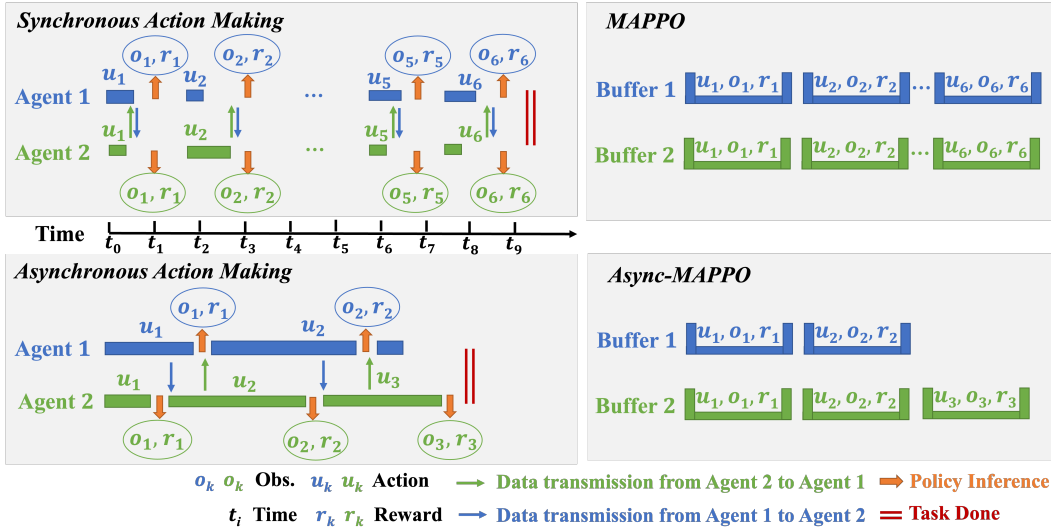 Synchronous Action Making
o₁, r₁ o₂, r₂ o₅, r₅ o₆, r₆
u₁ u₂ u₅ u₆
Agent 1 ...
u₁ u₂ u₅ u₆
Agent 2 ...
o₁, r₁ o₂, r₂ o₅, r₅ o₆, r₆
MAPPO
Buffer 1 u₁, o₁, r₁ u₂, o₂, r₂ ... u₆, o₆, r₆
Buffer 2 u₁, o₁, r₁ u₂, o₂, r₂ ... u₆, o₆, r₆
Time t₀ t₁ t₂ t₃ t₄ t₅ t₆ t₇ t₈ t₉
Asynchronous Action Making
o₁, r₁ o₂, r₂
u₁ u₂
Agent 1
u₁ u₂ u₃
Agent 2
o₁, r₁ o₂, r₂ o₃, r₃
Async-MAPPO
Buffer 1 u₁, o₁, r₁ u₂, o₂, r₂
Buffer 2 u₁, o₁, r₁ u₂, o₂, r₂ u₃, o₃, r₃
oₖ oₖ Obs. uₖ uₖ Action Data transmission from Agent 2 to Agent 1 Policy Inference
tᵢ Time rₖ rₖ Reward Data transmission from Agent 1 to Agent 2 Task Done